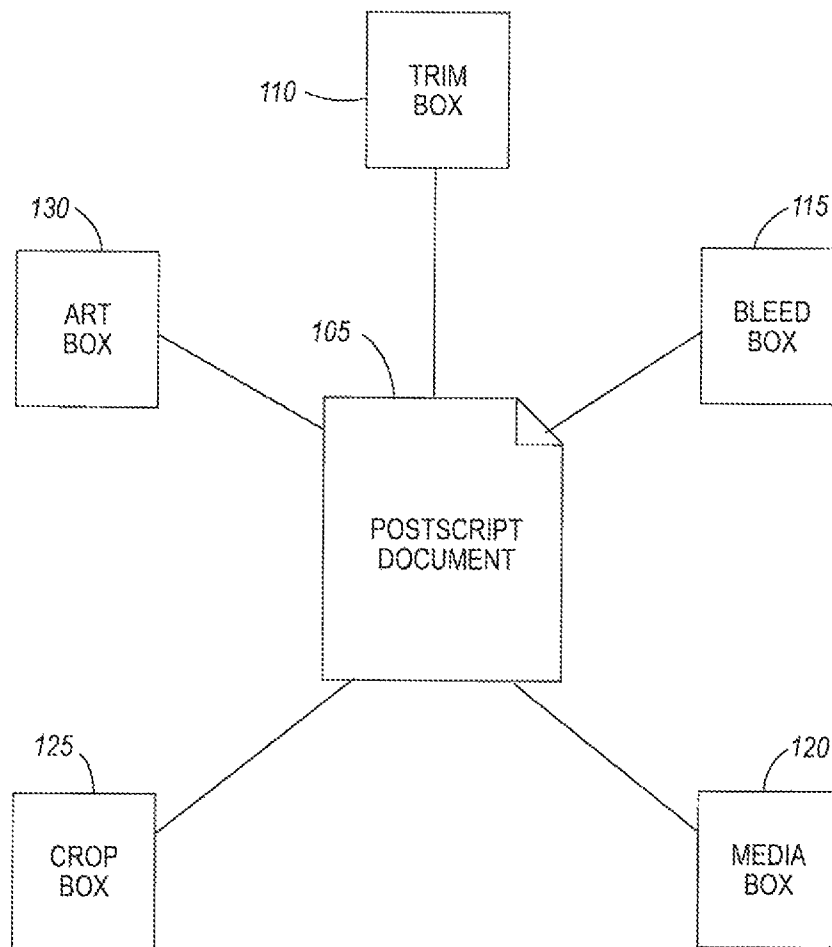 110
TRIM
BOX
130
ART
BOX
115
BLEED
BOX
105
POSTSCRIPT
DOCUMENT
125
CROP
BOX
120
MEDIA
BOX